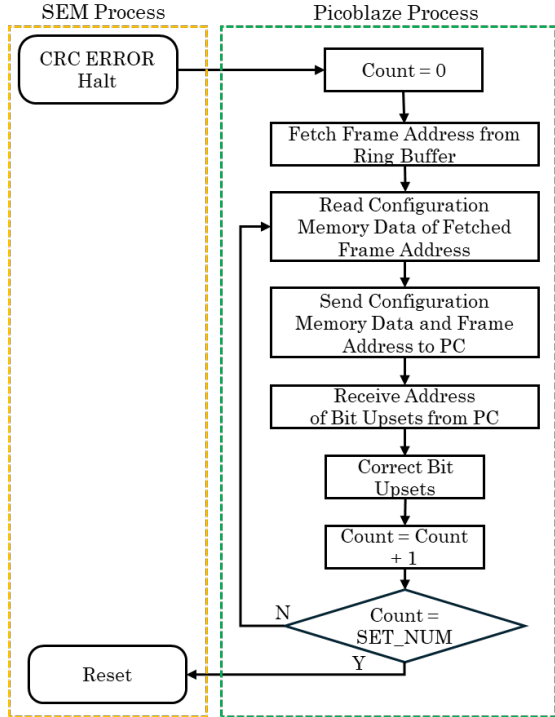 SEM Process
Picoblaze Process
CRC ERROR
Halt
Count = 0
Fetch Frame Address from
Ring Buffer
Read Configuration
Memory Data of Fetched
Frame Address
Send Configuration
Memory Data and Frame
Address to PC
Receive Address
of Bit Upsets from PC
Correct Bit
Upsets
Count = Count
+ 1
N
Count =
SET_NUM
Y
Reset